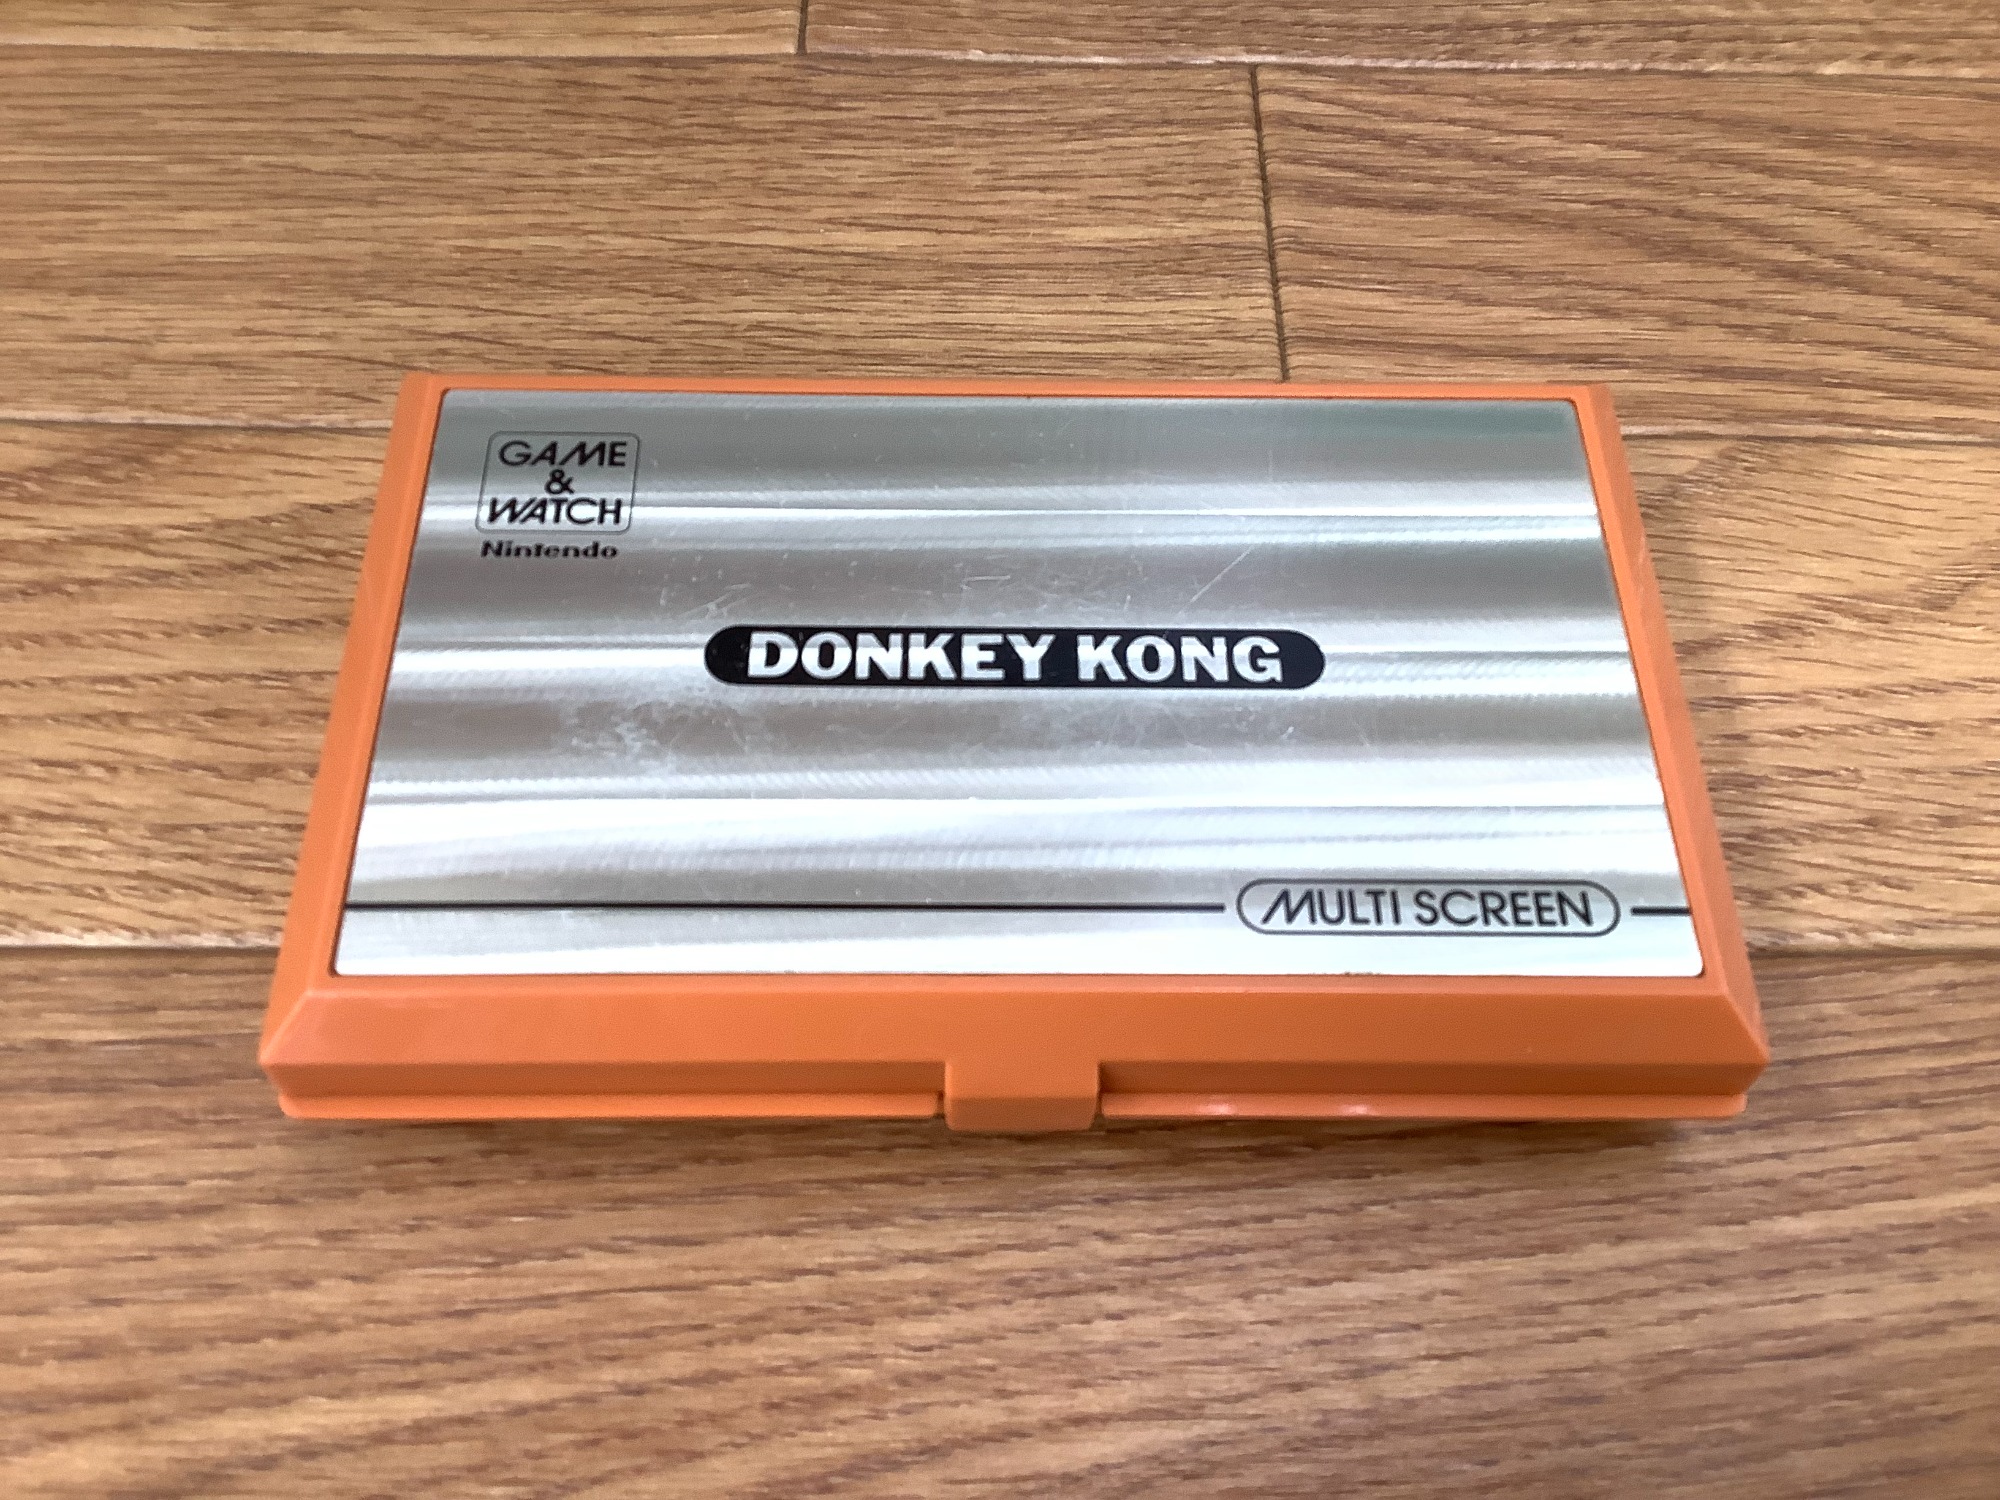 GAME
&
WATCH
Nintendo
DONKEY KONG
MULTI SCREEN